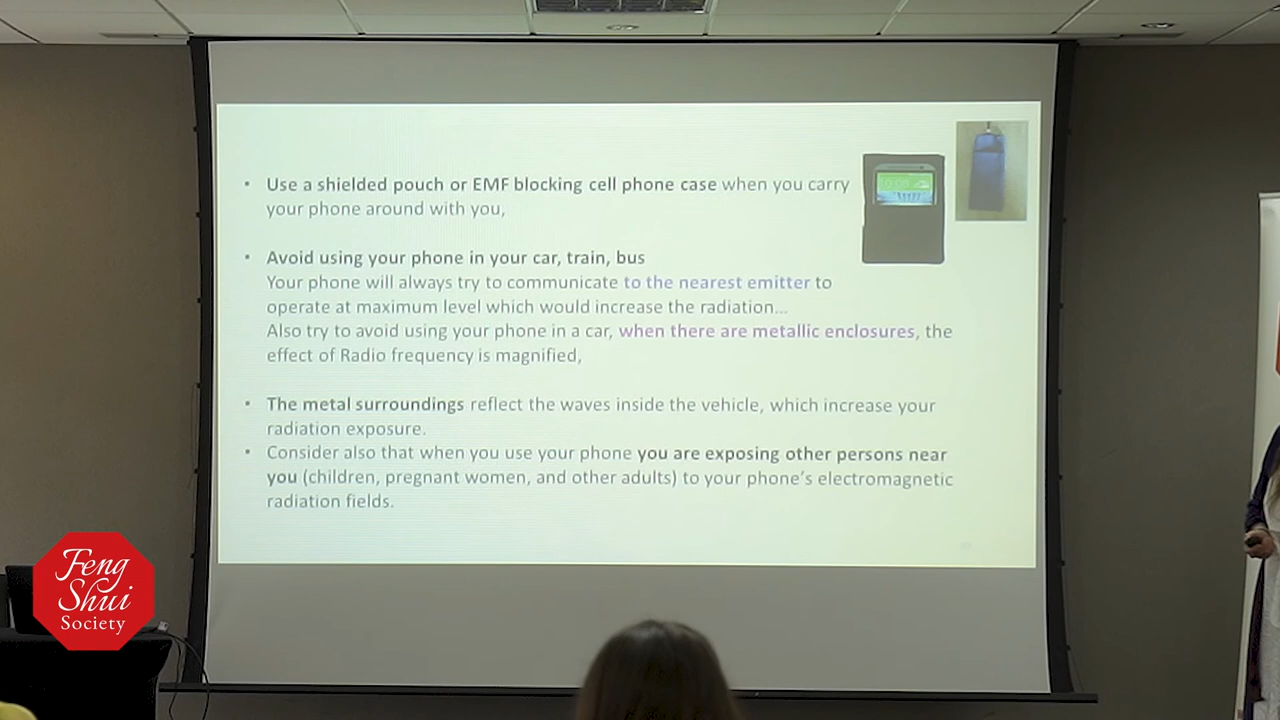 • Use a shielded pouch or EMF blocking cell phone case when you carry
your phone around with you,
• Avoid using your phone in your car, train, bus
Your phone will always try to communicate to the nearest emitter to
operate at maximum level which would increase the radiation...
Also try to avoid using your phone in a car, when there are metallic enclosures, the
effect of Radio frequency is magnified,
• The metal surroundings reflect the waves inside the vehicle, which increase your
radiation exposure.
• Consider also that when you use your phone you are exposing other persons near
you (children, pregnant women, and other adults) to your phone's electromagnetic
radiation fields.
Feng
Shui
Society